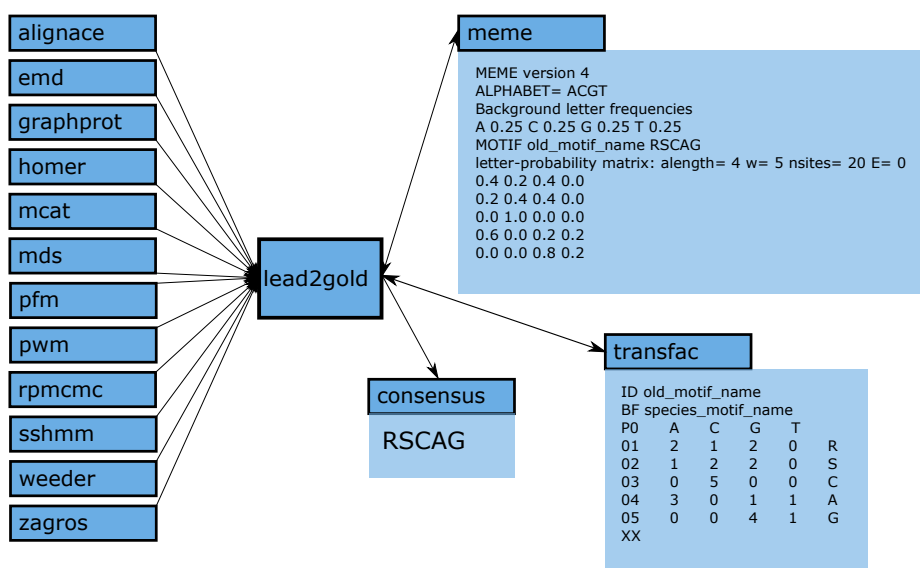 alignace
emd
graphprot
homer
mcat
mds
pfm
pwm
rpmcmc
sshmm
weeder
zagros
lead2gold
meme
MEME version 4
ALPHABET= ACGT
Background letter frequencies
A 0.25 C 0.25 G 0.25 T 0.25
MOTIF old_motif_name RSCAG
letter-probability matrix: alength= 4 w= 5 nsites= 20 E= 0
0.4 0.2 0.4 0.0
0.2 0.4 0.4 0.0
0.0 1.0 0.0 0.0
0.6 0.0 0.2 0.2
0.0 0.0 0.8 0.2
consensus
RSCAG
transfac
ID old_motif_name
BF species_motif_name
P0 A C G T
01 2 1 2 0 R
02 1 2 2 0 S
03 0 5 0 0 C
04 3 0 1 1 A
05 0 0 4 1 G
XX